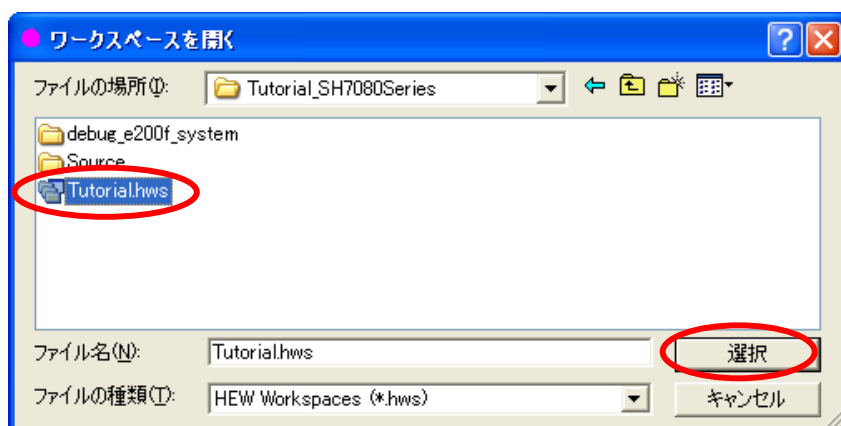 ワークスペースを開く
ファイルの場所(I): Tutorial_SH7080Series
debug_e200f_system
Source
Tutorial.hws
ファイル名(N): Tutorial.hws 選択
ファイルの種類(T): HEW Workspaces (*.hws) キャンセル